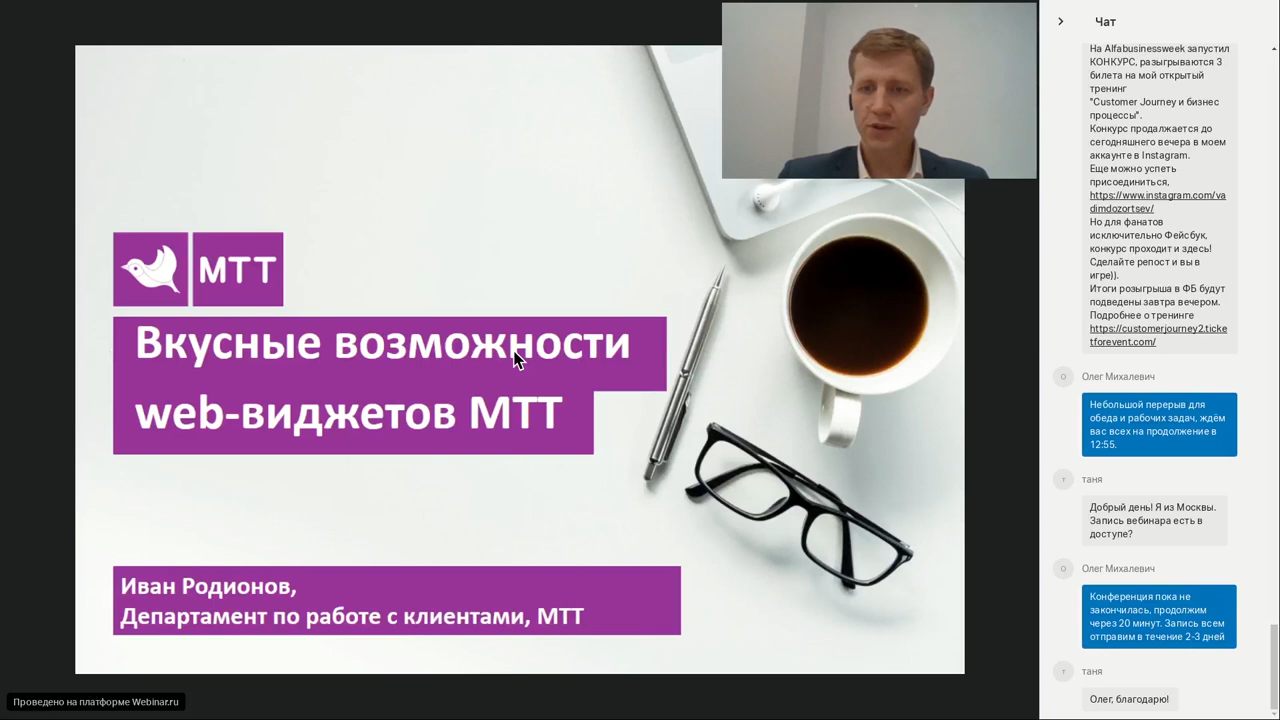 МТТ
Вкусные возможности
web-виджетов МТТ
Иван Родионов,
Департамент по работе с клиентами, МТТ
Проведено на платформе Webinar.ru
Чат
На Alfabusinessweek запустил
КОНКУРС, разыгрываются 3
билета на мой открытый
тренинг
"Customer Journey и бизнес
процессы".
Конкурс продалжается до
сегодняшнего вечера в моем
аккаунте в Instagram.
Еще можно успеть
присоединиться,
https://www.instagram.com/va
dimdozortsev/
Но для фанатов
исключительно Фейсбук,
конкурс проходит и здесь!
Сделайте репост и вы в
игре)).
Итоги розыгрыша в ФБ будут
подведены завтра вечером.
Подробнее о тренинге
https://customerjourney2.ticke
tforevent.com/
О
Олег Михалевич
Небольшой перерыв для
обеда и рабочих задач, ждём
вас всех на продолжение в
12:55.
т
таня
Добрый день! Я из Москвы.
Запись вебинара есть в
доступе?
О
Олег Михалевич
Конференция пока не
закончилась, продолжим
через 20 минут. Запись всем
отправим в течение 2-3 дней
т
таня
Олег, благодарю!